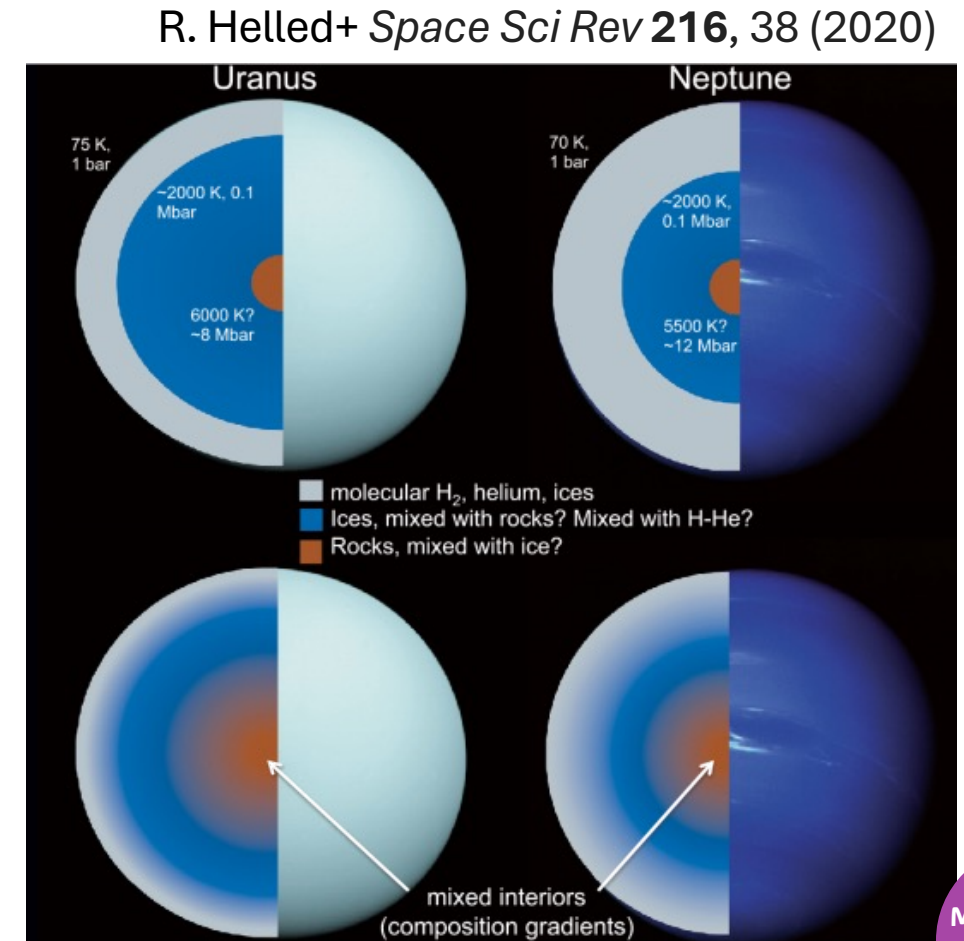 R. Helled+ Space Sci Rev 216, 38 (2020)
Uranus
Neptune
75 K,
1 bar
~2000 K, 0.1
Mbar
6000 K?
~8 Mbar
70 K,
1 bar
~2000 K,
0.1 Mbar
5500 K?
~12 Mbar
molecular H₂, helium, ices
Ices, mixed with rocks? Mixed with H-He?
Rocks, mixed with ice?
mixed interiors
(composition gradients)
M